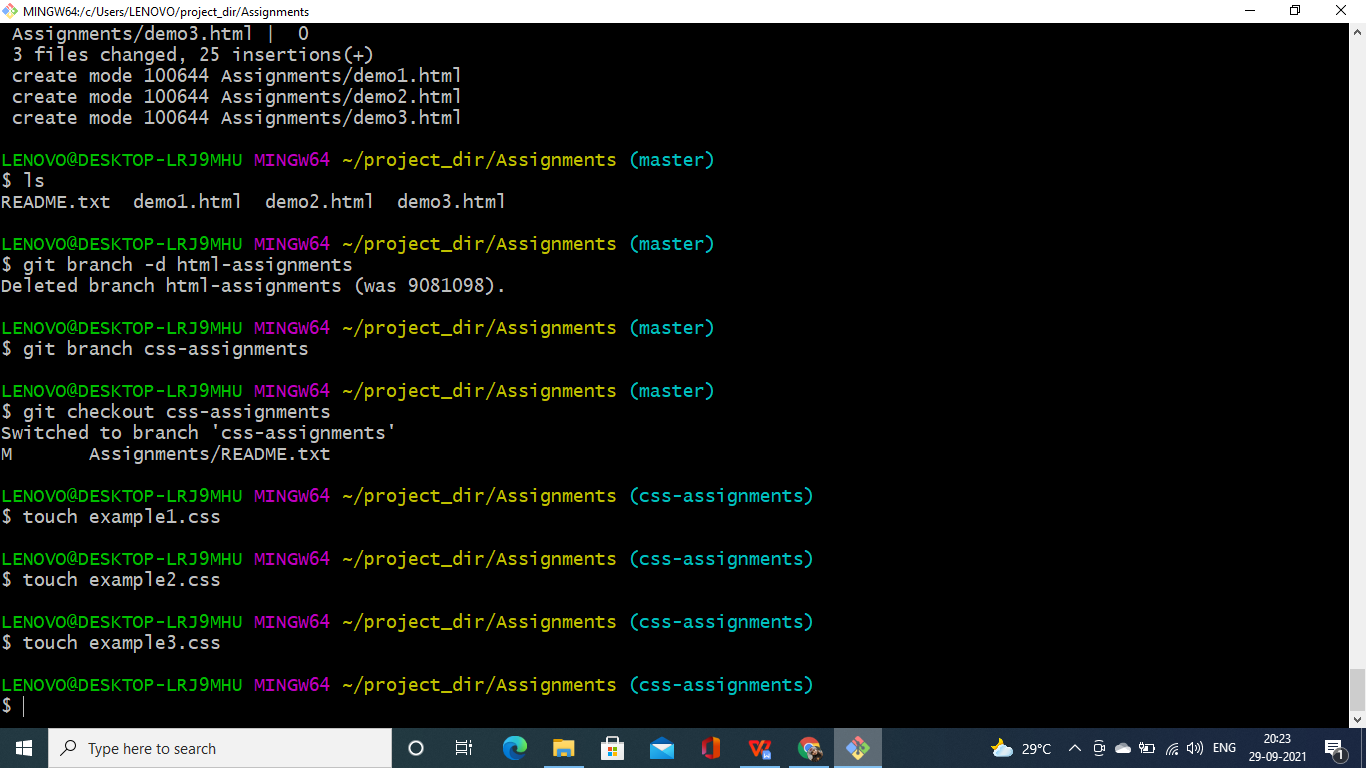 MINGW64:/c/Users/LENOVO/project_dir/Assignments
Assignments/demo3.html | 0
3 files changed, 25 insertions(+)
create mode 100644 Assignments/demo1.html
create mode 100644 Assignments/demo2.html
create mode 100644 Assignments/demo3.html
LENOVO@DESKTOP-LRJ9MHU MINGW64 ~/project_dir/Assignments (master)
$ ls
README.txt demo1.html demo2.html demo3.html
LENOVO@DESKTOP-LRJ9MHU MINGW64 ~/project_dir/Assignments (master)
$ git branch -d html-assignments
Deleted branch html-assignments (was 9081098).
LENOVO@DESKTOP-LRJ9MHU MINGW64 ~/project_dir/Assignments (master)
$ git branch css-assignments
LENOVO@DESKTOP-LRJ9MHU MINGW64 ~/project_dir/Assignments (master)
$ git checkout css-assignments
Switched to branch 'css-assignments'
M Assignments/README.txt
LENOVO@DESKTOP-LRJ9MHU MINGW64 ~/project_dir/Assignments (css-assignments)
$ touch example1.css
LENOVO@DESKTOP-LRJ9MHU MINGW64 ~/project_dir/Assignments (css-assignments)
$ touch example2.css
LENOVO@DESKTOP-LRJ9MHU MINGW64 ~/project_dir/Assignments (css-assignments)
$ touch example3.css
LENOVO@DESKTOP-LRJ9MHU MINGW64 ~/project_dir/Assignments (css-assignments)
$
Type here to search
29°C
ENG
20:23
29-09-2021
1